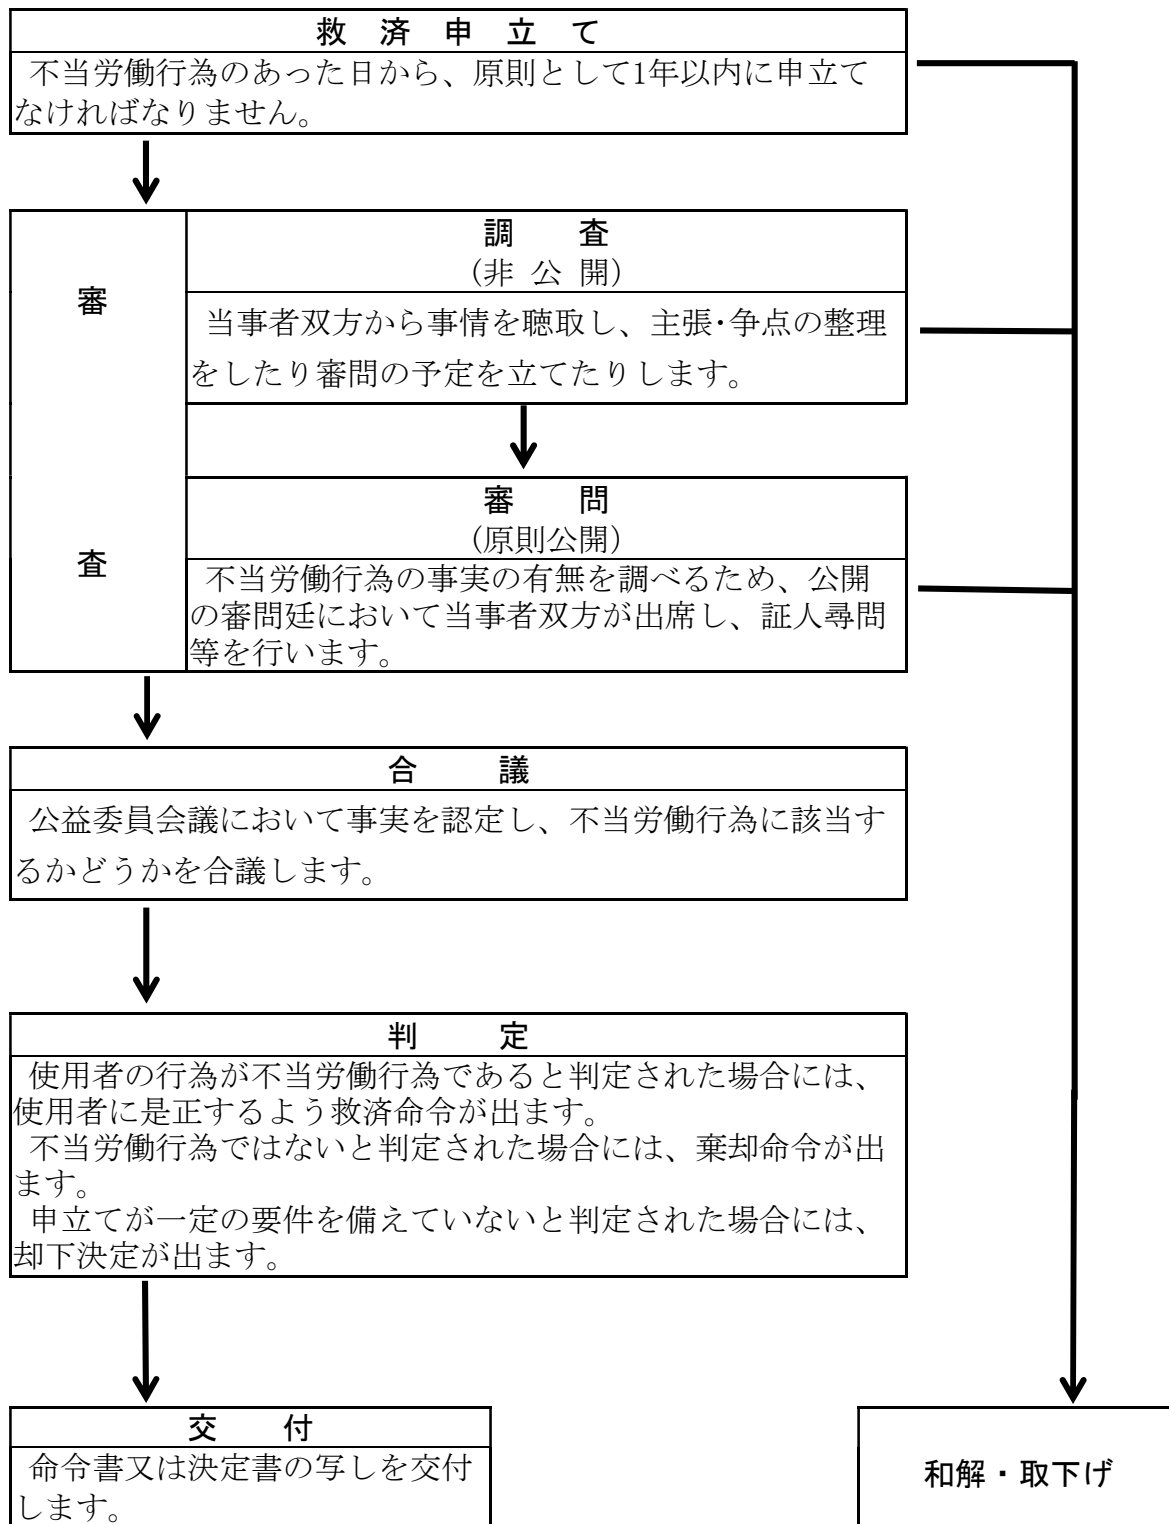 救済申立て
不当労働行為のあった日から、原則として1年以内に申立て
なければなりません。
審
査
調査
(非公開)
当事者双方から事情を聴取し、主張･争点の整理
をしたり審問の予定を立てたりします。
審問
(原則公開)
不当労働行為の事実の有無を調べるため、公開
の審問廷において当事者双方が出席し、証人尋問
等を行います。
合議
公益委員会議において事実を認定し、不当労働行為に該当す
るかどうかを合議します。
判定
使用者の行為が不当労働行為であると判定された場合には、
使用者に是正するよう救済命令が出ます。
不当労働行為ではないと判定された場合には、棄却命令が出
ます。
申立てが一定の要件を備えていないと判定された場合には、
却下決定が出ます。
交付
命令書又は決定書の写しを交付
します。
和解・取下げ